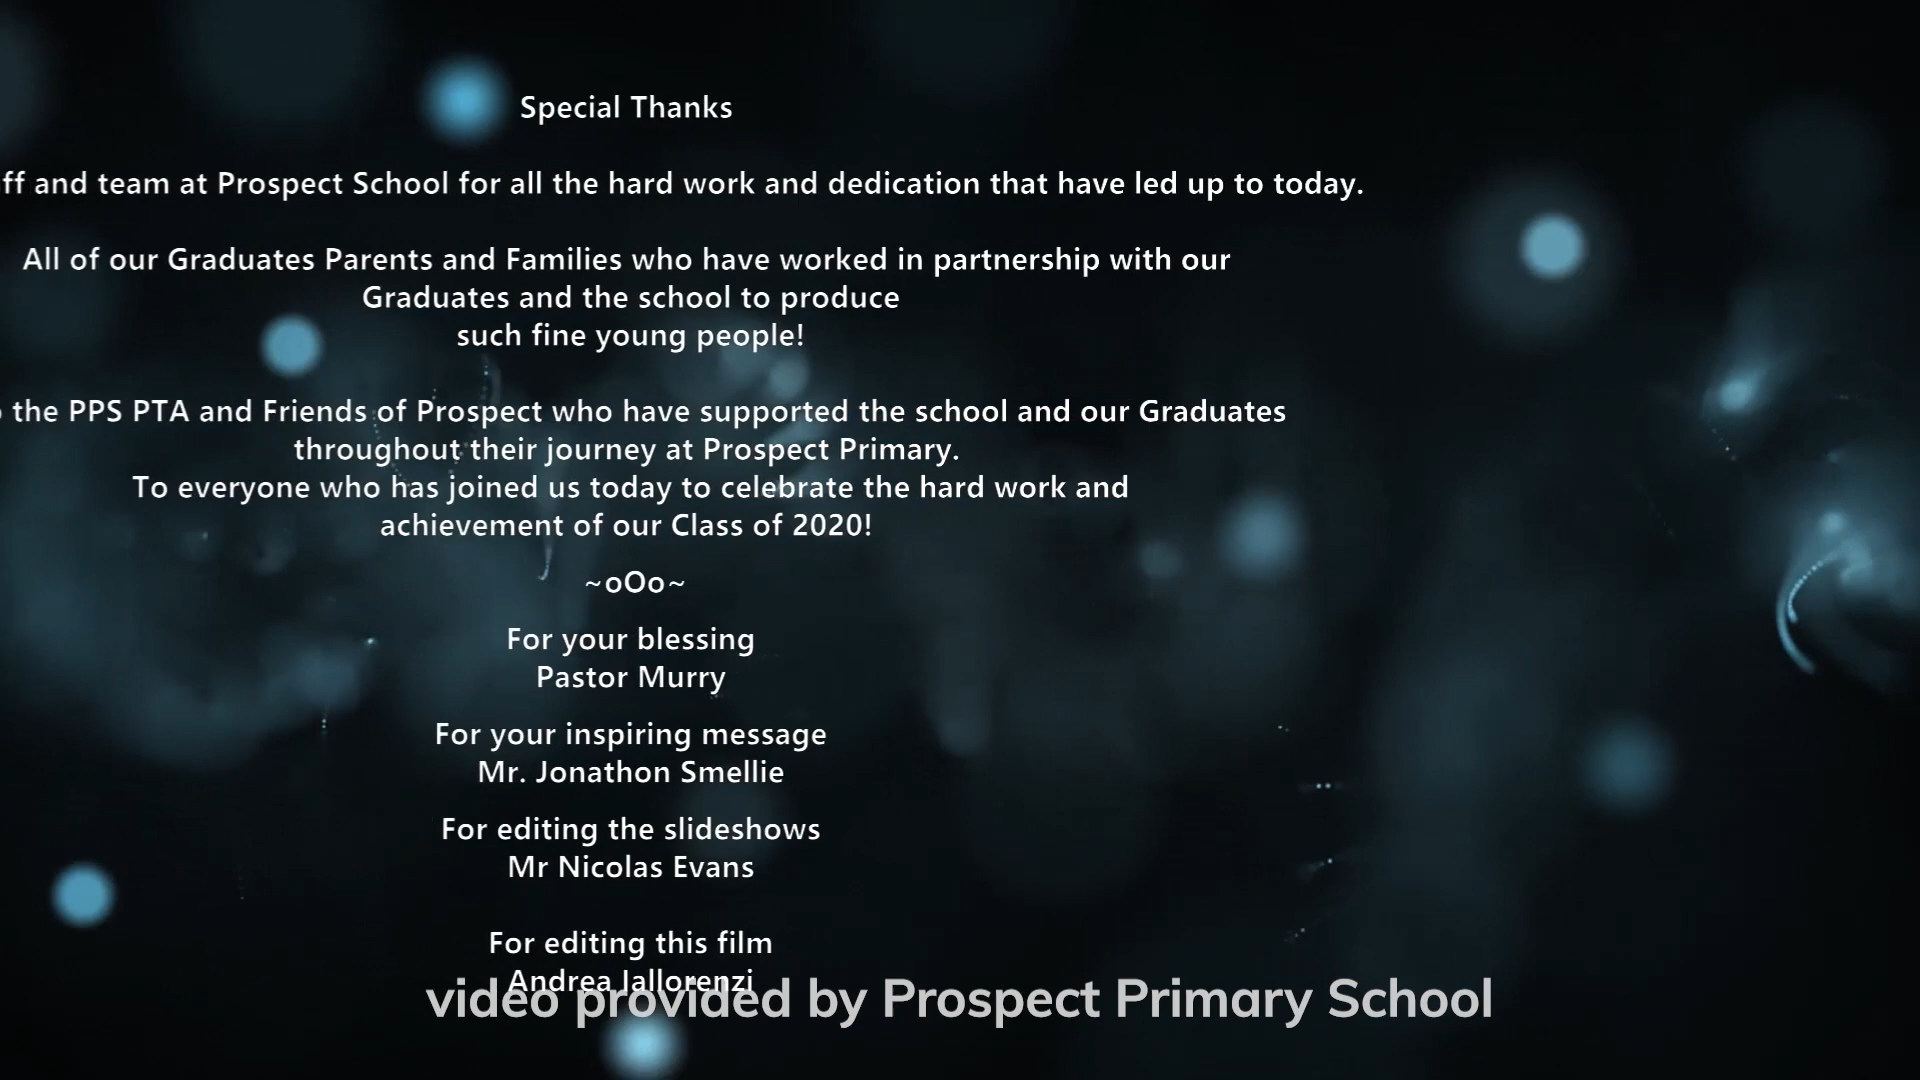 Special Thanks
ff and team at Prospect School for all the hard work and dedication that have led up to today.
All of our Graduates Parents and Families who have worked in partnership with our
Graduates and the school to produce
such fine young people!
the PPS PTA and Friends of Prospect who have supported the school and our Graduates
throughout their journey at Prospect Primary.
To everyone who has joined us today to celebrate the hard work and
achievement of our Class of 2020!
~oOo~
For your blessing
Pastor Murry
For your inspiring message
Mr. Jonathon Smellie
For editing the slideshows
Mr Nicolas Evans
For editing this film
Andrea Iallorenzi
video provided by Prospect Primary School